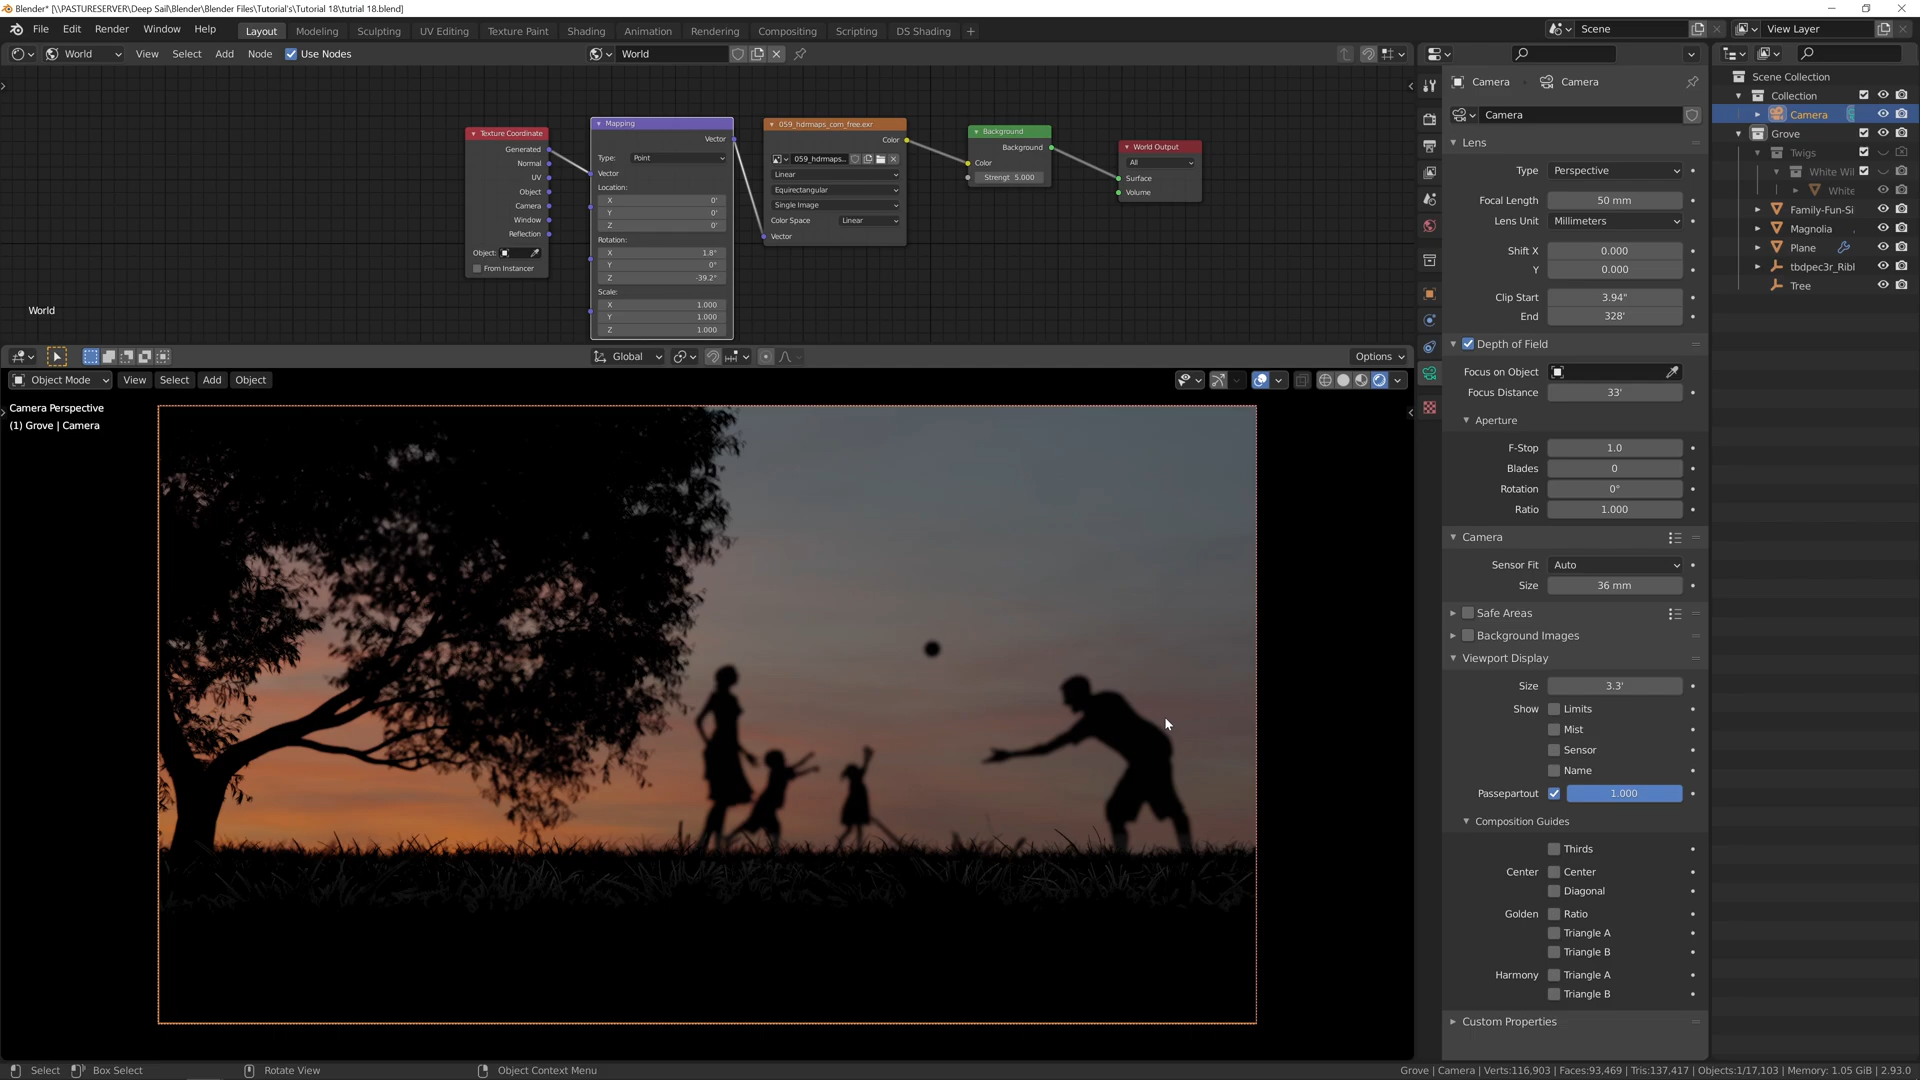 Blender* [\\PASTURESERVER\Deep Sail\Blender\Blender Files\Tutorial's\Tutorial 18\tutrial 18.blend]
File Edit Render Window Help Layout Modeling Sculpting UV Editing Texture Paint Shading Animation Rendering Compositing Scripting DS Shading + Scene View Layer
World View Select Add Node Use Nodes World
Texture Coordinate
Generated
Normal
UV
Object
Camera
Window
Reflection
Object:
From Instancer
Mapping
Vector
Type: Point
Vector
Location:
X 0'
Y 0'
Z 0'
Rotation:
X 1.8°
Y 0°
Z -39.2°
Scale:
X 1.000
Y 1.000
Z 1.000
059_hdrmaps_com_free.exr
Color
059_hdrmaps...
Linear
Equirectangular
Single Image
Color Space Linear
Vector
Background
Background
Color
Strengt 5.000
World Output
All
Surface
Volume
World
Global Options
Object Mode View Select Add Object
Camera Perspective
(1) Grove | Camera
Camera Camera
Camera
Lens
Type Perspective
Focal Length 50 mm
Lens Unit Millimeters
Shift X 0.000
Y 0.000
Clip Start 3.94"
End 328'
Depth of Field
Focus on Object
Focus Distance 33'
Aperture
F-Stop 1.0
Blades 0
Rotation 0°
Ratio 1.000
Camera
Sensor Fit Auto
Size 36 mm
Safe Areas
Background Images
Viewport Display
Size 3.3'
Show Limits
Mist
Sensor
Name
Passepartout 1.000
Composition Guides
Thirds
Center Center
Diagonal
Golden Ratio
Triangle A
Triangle B
Harmony Triangle A
Triangle B
Custom Properties
Scene Collection
Collection
Camera
Grove
Twigs
White Wil
White
Family-Fun-Si
Magnolia
Plane
tbdpec3r_Ribl
Tree
Select Box Select Rotate View Object Context Menu Grove | Camera | Verts:116,903 | Faces:93,469 | Tris:137,417 | Objects:1/17,103 | Memory: 1.05 GiB | 2.93.0